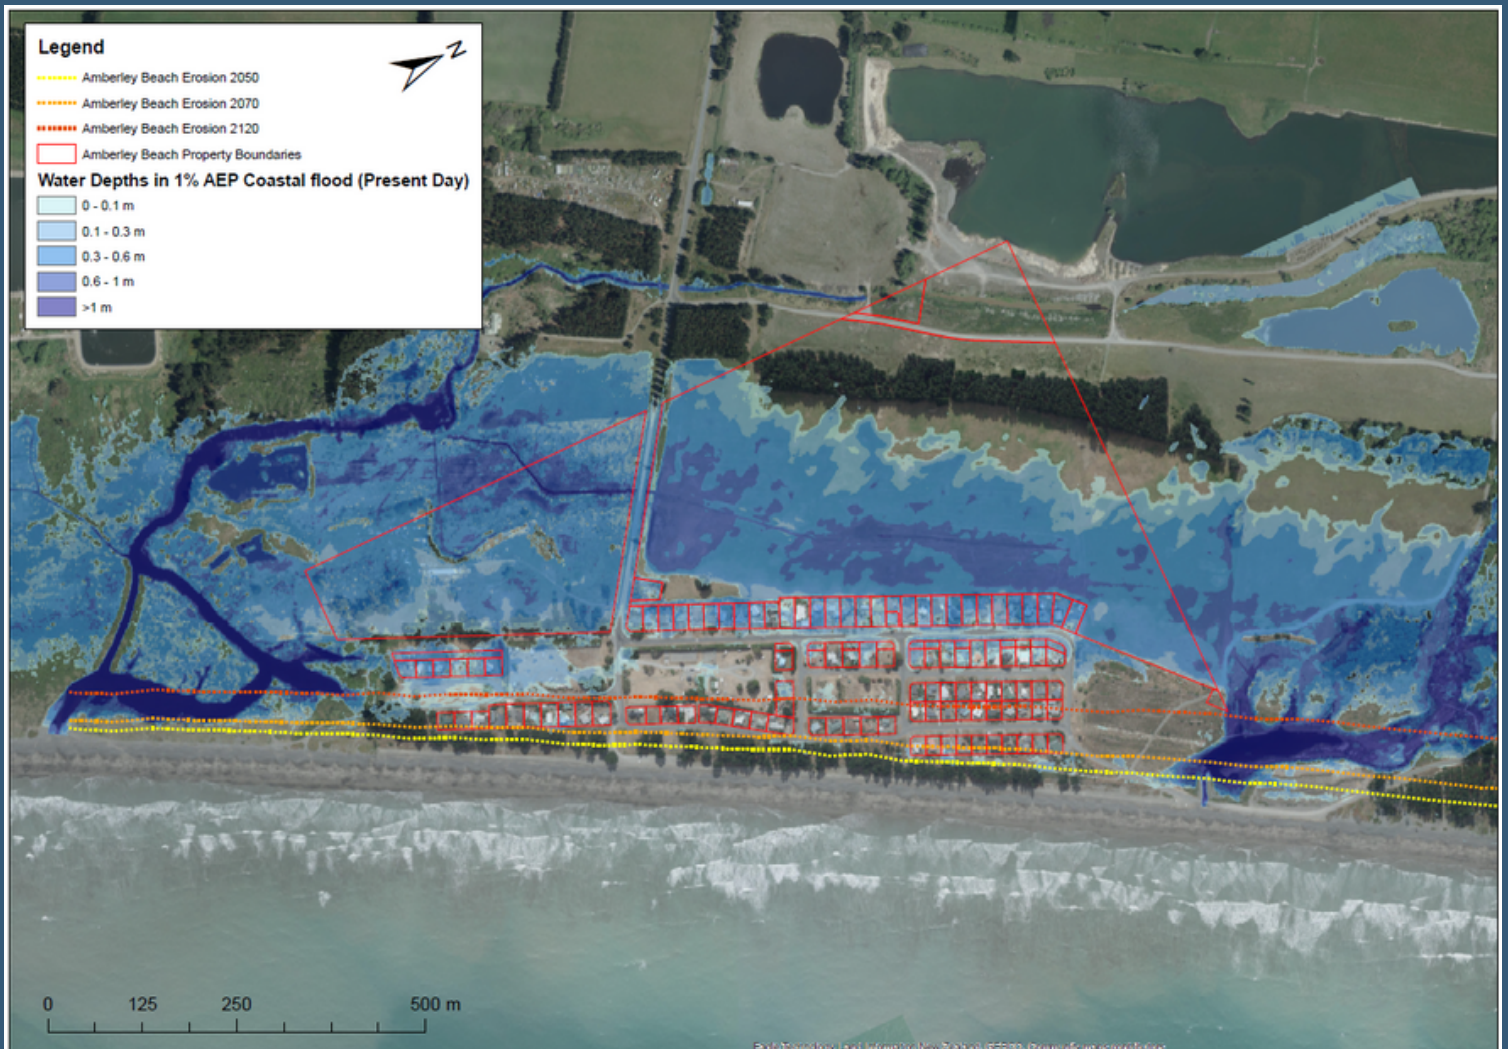 Legend
N
Amberley Beach Erosion 2050
Amberley Beach Erosion 2070
Amberley Beach Erosion 2120
Amberley Beach Property Boundaries
Water Depths in 1% AEP Coastal flood (Present Day)
0 - 0.1 m
0.1 - 0.3 m
0.3 - 0.6 m
0.6 - 1 m
>1 m
0 125 250 500 m